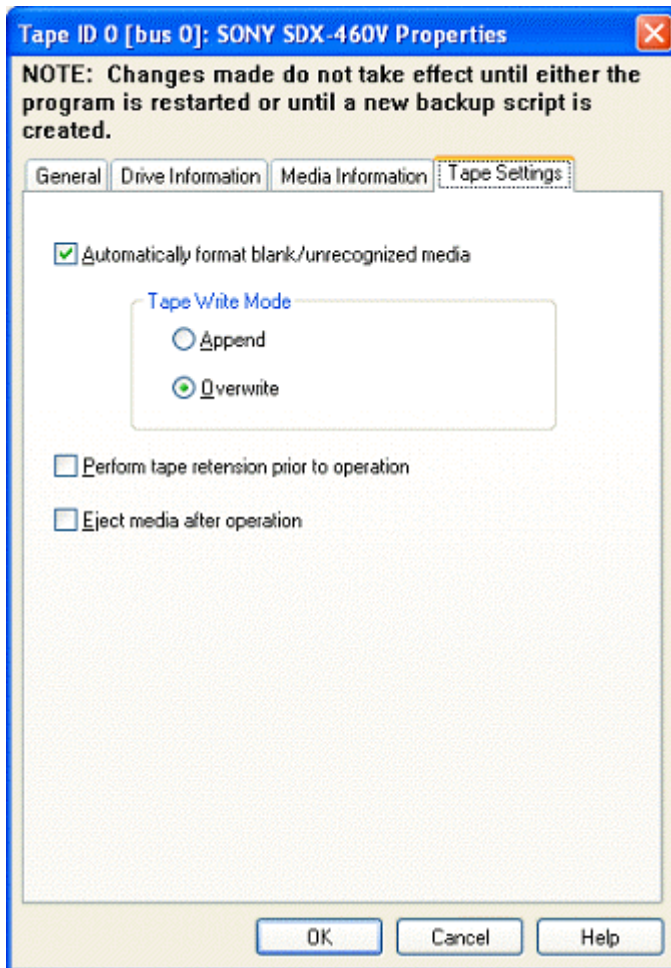 Tape ID 0 [bus 0]: SONY SDX-460V Properties
NOTE: Changes made do not take effect until either the
program is restarted or until a new backup script is
created.
General Drive Information Media Information Tape Settings
Automatically format blank/unrecognized media
Tape Write Mode
Append
Overwrite
Perform tape retension prior to operation
Eject media after operation
OK Cancel Help